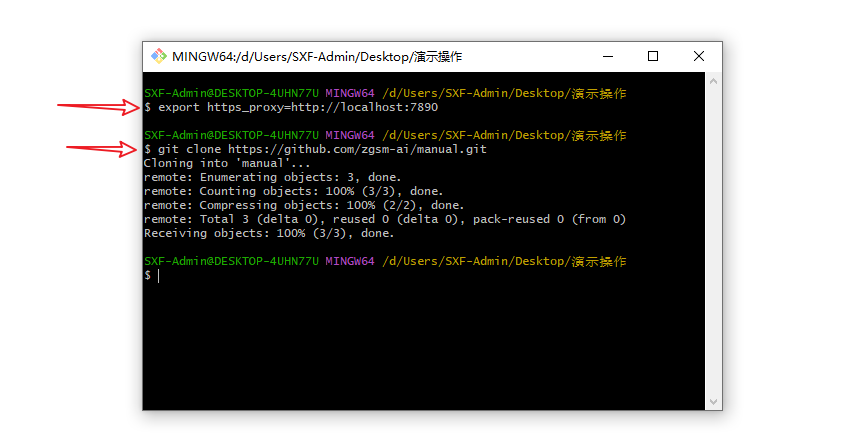 MINGW64:/d/Users/SXF-Admin/Desktop/演示操作
SXF-Admin@DESKTOP-4UHN77U MINGW64 /d/Users/SXF-Admin/Desktop/演示操作
$ export https_proxy=http://localhost:7890
SXF-Admin@DESKTOP-4UHN77U MINGW64 /d/Users/SXF-Admin/Desktop/演示操作
$ git clone https://github.com/zgsm-ai/manual.git
Cloning into 'manual'...
remote: Enumerating objects: 3, done.
remote: Counting objects: 100% (3/3), done.
remote: Compressing objects: 100% (2/2), done.
remote: Total 3 (delta 0), reused 0 (delta 0), pack-reused 0 (from 0)
Receiving objects: 100% (3/3), done.
SXF-Admin@DESKTOP-4UHN77U MINGW64 /d/Users/SXF-Admin/Desktop/演示操作
$